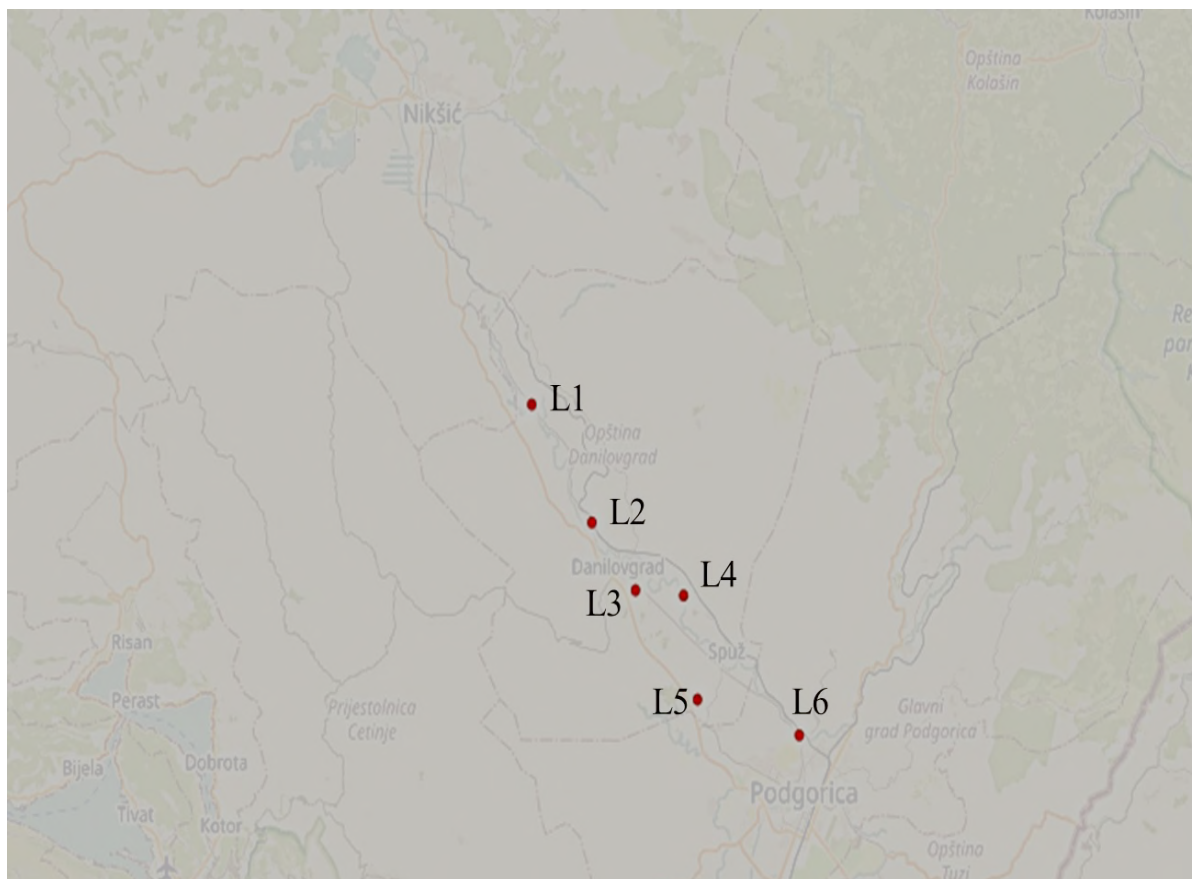 Kolašin
Opština
Kolašin
Nikšić
L1
Opština
Danilovgrad
L2
Danilovgrad
L4
L3
Spuž
Risan
L5
L6
Perast
Prijestolnica
Cetinje
Glavni
grad Podgorica
Bijela
Dobrota
Podgorica
Tivat
Kotor
Opština
Tuzi